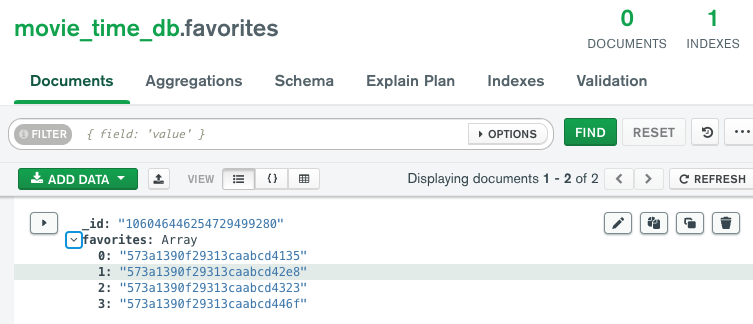 movie_time_db.favorites
0 1
DOCUMENTS INDEXES
Documents Aggregations Schema Explain Plan Indexes Validation
FILTER { field: 'value' } OPTIONS FIND RESET ...
ADD DATA VIEW {} Displaying documents 1 - 2 of 2 < > REFRESH
_id: "106046446254729499280"
favorites: Array
0: "573a1390f29313caabcd4135"
1: "573a1390f29313caabcd42e8"
2: "573a1390f29313caabcd4323"
3: "573a1390f29313caabcd446f"